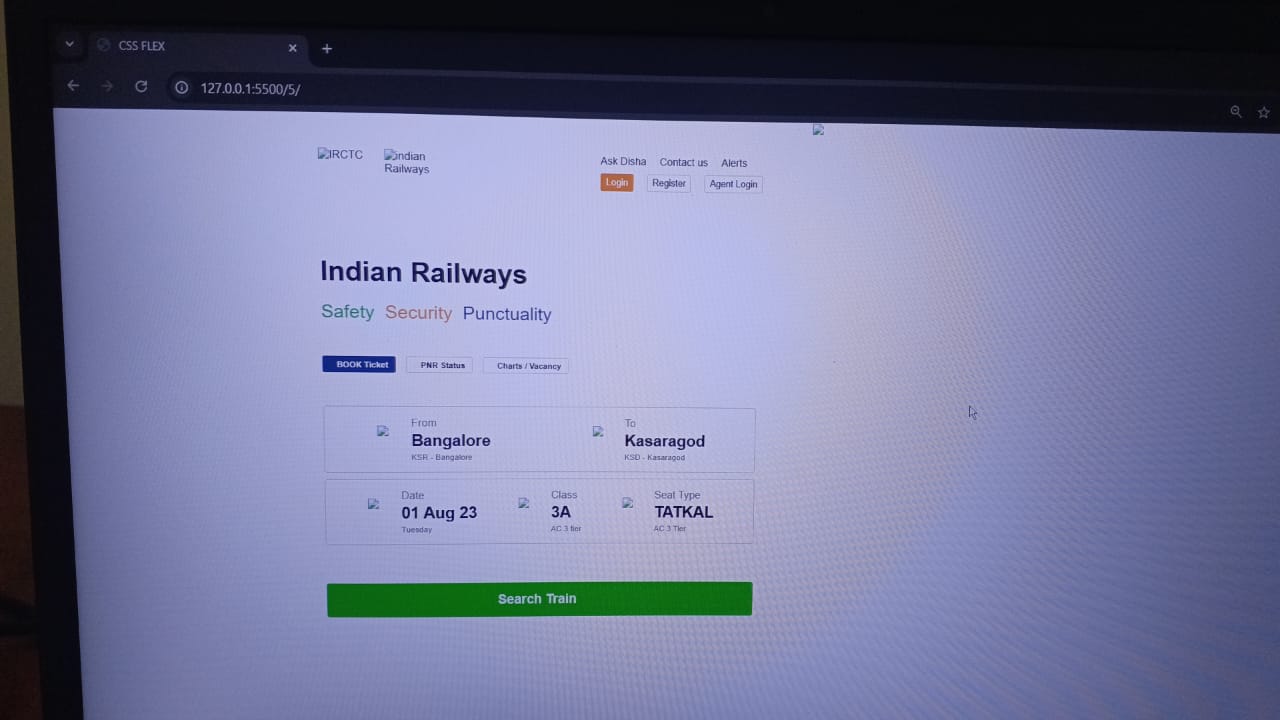 CSS FLEX
127.0.0.1:5500/5/
IRCTC
indian
Railways
Ask Disha Contact us Alerts
Login Register Agent Login
Indian Railways
Safety Security Punctuality
BOOK Ticket PNR Status Charts / Vacancy
From To
Bangalore Kasaragod
KSR - Bangalore KSD - Kasaragod
Date Class Seat Type
01 Aug 23 3A TATKAL
Tuesday AC 3 tier AC 3 Tier
Search Train